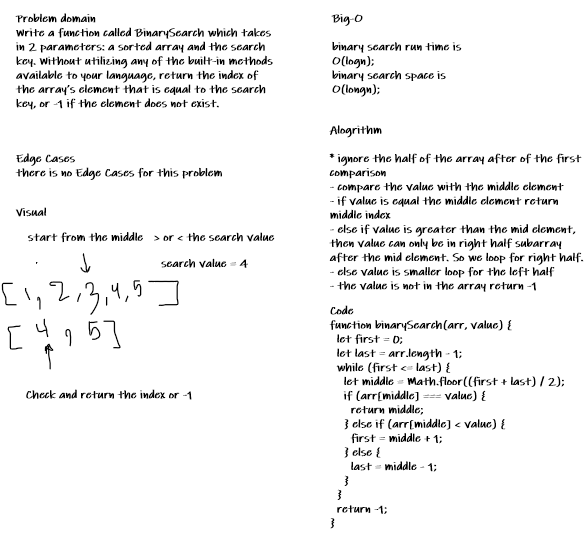 Problem domain
Write a function called BinarySearch which takes
in 2 parameters: a sorted array and the search
key. Without utilizing any of the built-in methods
available to your language, return the index of
the array's element that is equal to the search
key, or -1 if the element does not exist.
Edge Cases
there is no Edge Cases for this problem
Visual
start from the middle > or < the search value
search value = 4
[1, 2, 3, 4, 5 ]
[ 4 , 5 ]
Check and return the index or -1
Big-O
binary search run time is
O(logn);
binary search space is
O(longn);
Alogrithm
* ignore the half of the array after of the first
comparison
- compare the value with the middle element
- if value is equal the middle element return
middle index
- else if value is greater than the mid element,
then value can only be in right half subarray
after the mid element. So we loop for right half.
- else value is smaller loop for the left half
- the value is not in the array return -1
Code
function binarySearch(arr, value) {
let first = 0;
let last = arr.length - 1;
while (first <= last) {
let middle = Math.floor((first + last) / 2);
if (arr[middle] === value) {
return middle;
} else if (arr[middle] < value) {
first = middle + 1;
} else {
last = middle - 1;
}
}
return -1;
}